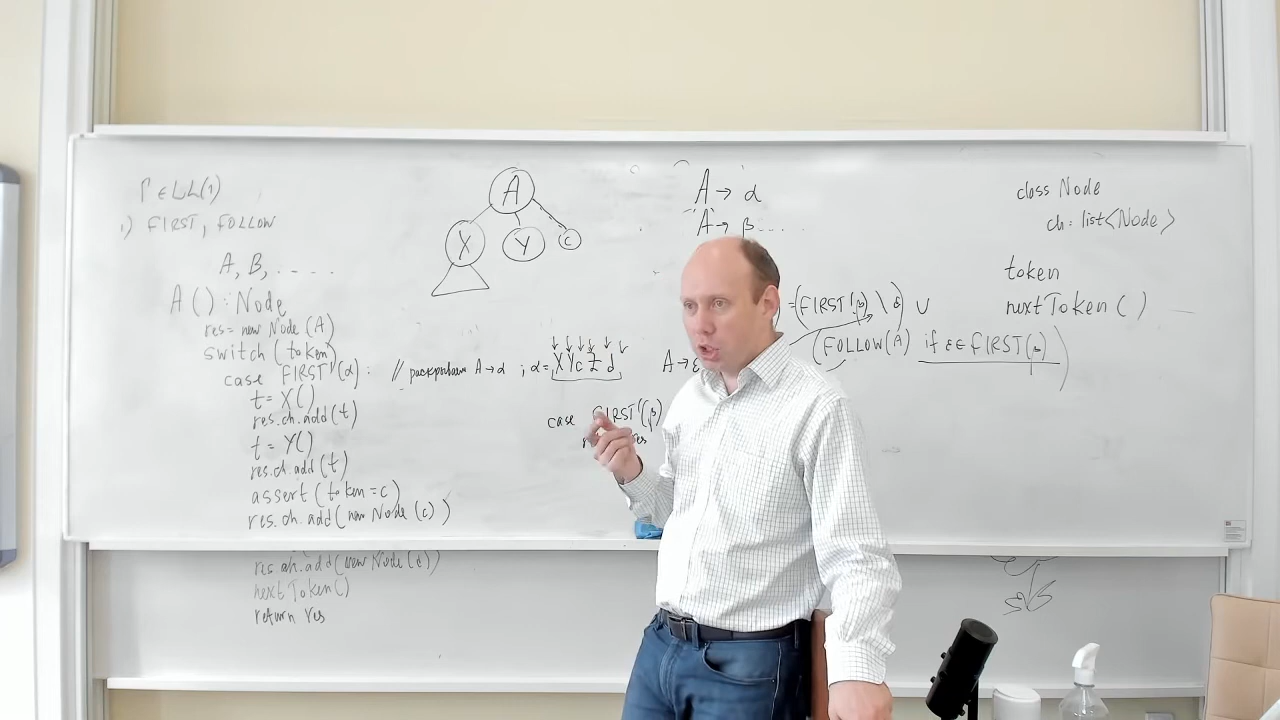 Γ ∈ LL(1)
1) FIRST, FOLLOW
A, B, .....
A() : Node
res = new Node(A)
switch (token)
case FIRST'(α) : // раскрываем A → α ; α = X Y c Z d
t = X()
res.ch.add(t)
t = Y()
res.ch.add(t)
assert (token = c)
res.ch.add(new Node(c))
res.ch.add(new Node(d))
nextToken()
return res
A
X
Y
c
A → ε
case FIRST'(β)
A → α
A → β ....
(FIRST'(β) \ ε) ∪
(FOLLOW(A) if ε ∈ FIRST(β))
class Node
ch: list<Node>
token
nextToken()